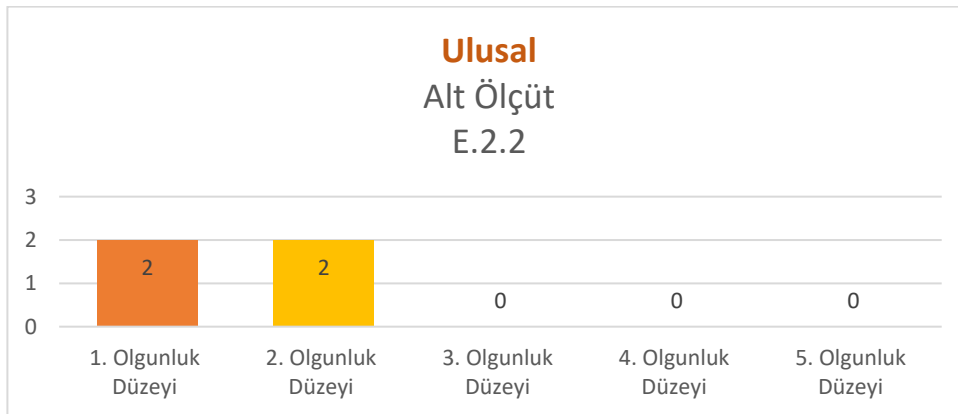 Ulusal
Alt Ölçüt
E.2.2
3
2
1
0
2
2
0
0
0
1. Olgunluk
Düzeyi
2. Olgunluk
Düzeyi
3. Olgunluk
Düzeyi
4. Olgunluk
Düzeyi
5. Olgunluk
Düzeyi